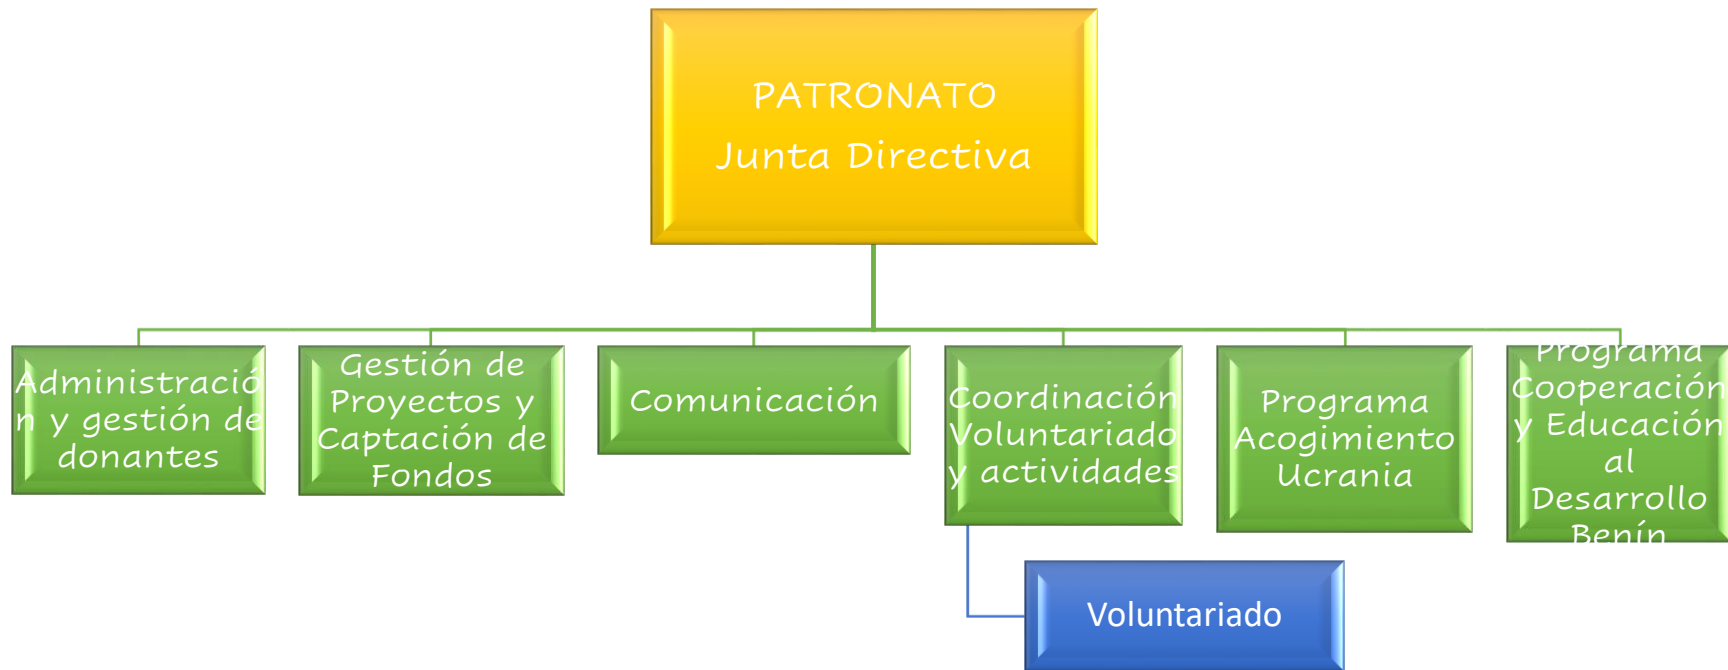 PATRONATO
Junta Directiva
Administració
n y gestión de
donantes
Gestión de
Proyectos y
Captación de
Fondos
Comunicación
Coordinación
Voluntariado
y actividades
Programa
Acogimiento
Ucrania
Programa
Cooperación
y Educación
al
Desarrollo
Benín
Voluntariado